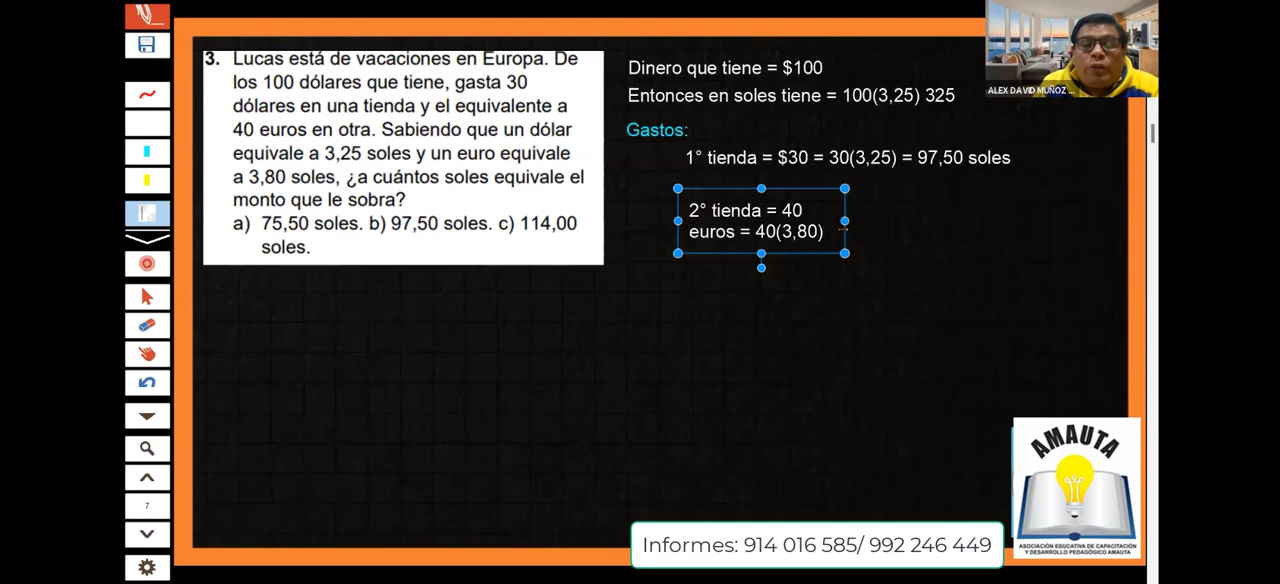 3. Lucas está de vacaciones en Europa. De
los 100 dólares que tiene, gasta 30
dólares en una tienda y el equivalente a
40 euros en otra. Sabiendo que un dólar
equivale a 3,25 soles y un euro equivale
a 3,80 soles, ¿a cuántos soles equivale el
monto que le sobra?
a) 75,50 soles. b) 97,50 soles. c) 114,00
soles.
Dinero que tiene = $100
Entonces en soles tiene = 100(3,25) 325
Gastos:
1° tienda = $30 = 30(3,25) = 97,50 soles
2° tienda = 40
euros = 40(3,80)
ALEX DAVID MUÑOZ ...
7
AMAUTA
ASOCIACIÓN EDUCATIVA DE CAPACITACIÓN
Y DESARROLLO PEDAGÓGICO AMAUTA
Informes: 914 016 585/ 992 246 449